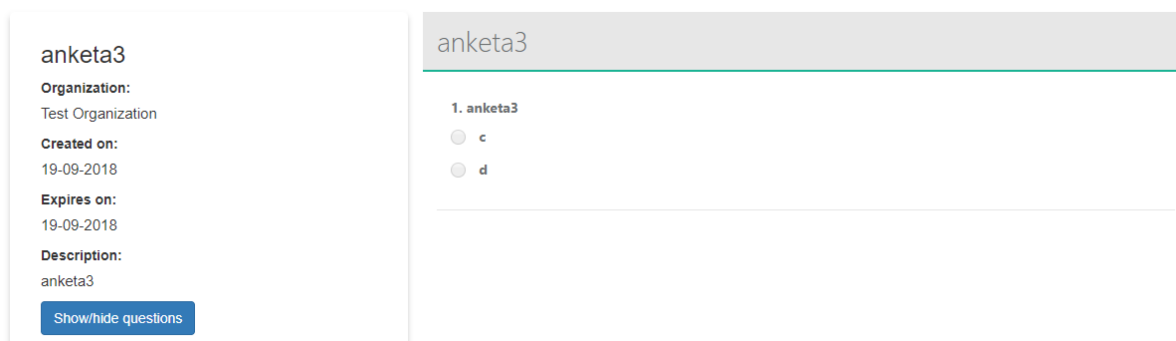 anketa3
Organization:
Test Organization
Created on:
19-09-2018
Expires on:
19-09-2018
Description:
anketa3
Show/hide questions
anketa3
1. anketa3
c
d